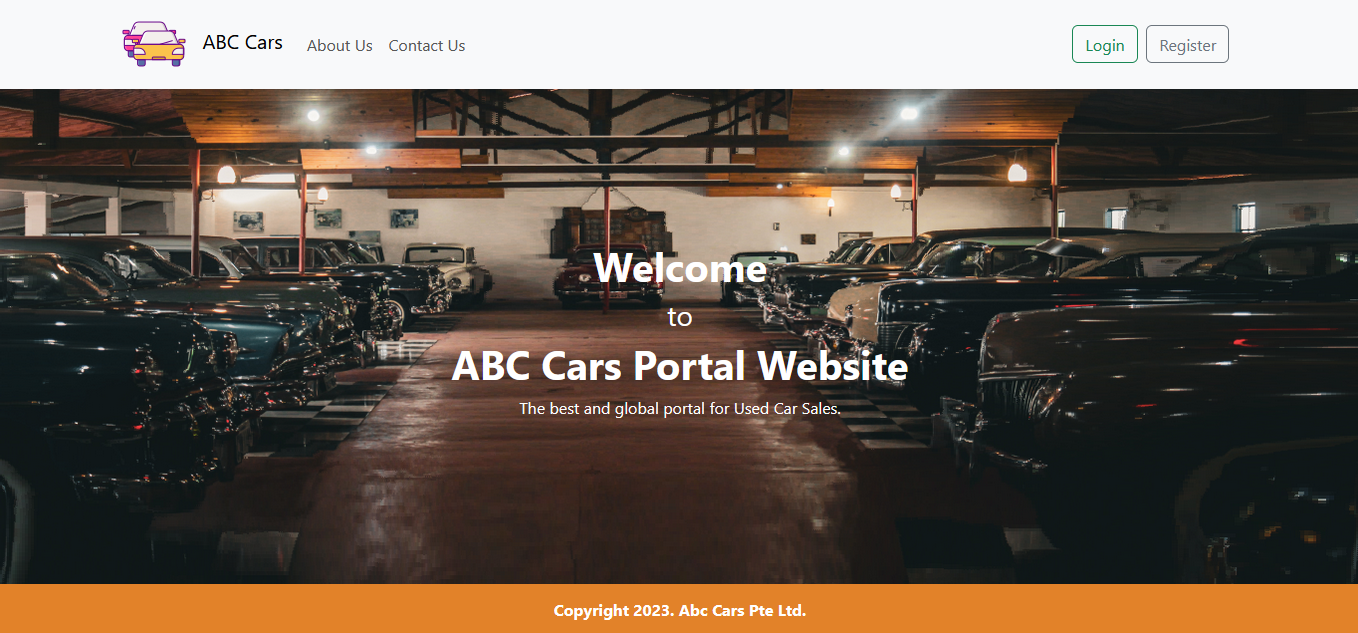 ABC Cars
About Us
Contact Us
Login
Register
Welcome
to
ABC Cars Portal Website
The best and global portal for Used Car Sales.
Copyright 2023. Abc Cars Pte Ltd.